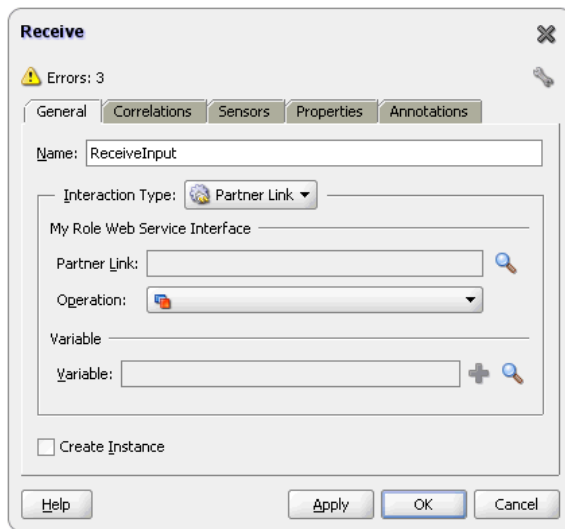 Receive
Errors: 3
General Correlations Sensors Properties Annotations
Name: ReceiveInput
Interaction Type: Partner Link
My Role Web Service Interface
Partner Link:
Operation:
Variable
Variable:
Create Instance
Help Apply OK Cancel